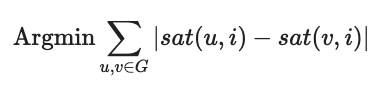 Argmin ∑ |sat(u, i) − sat(v, i)|
u,v∈G